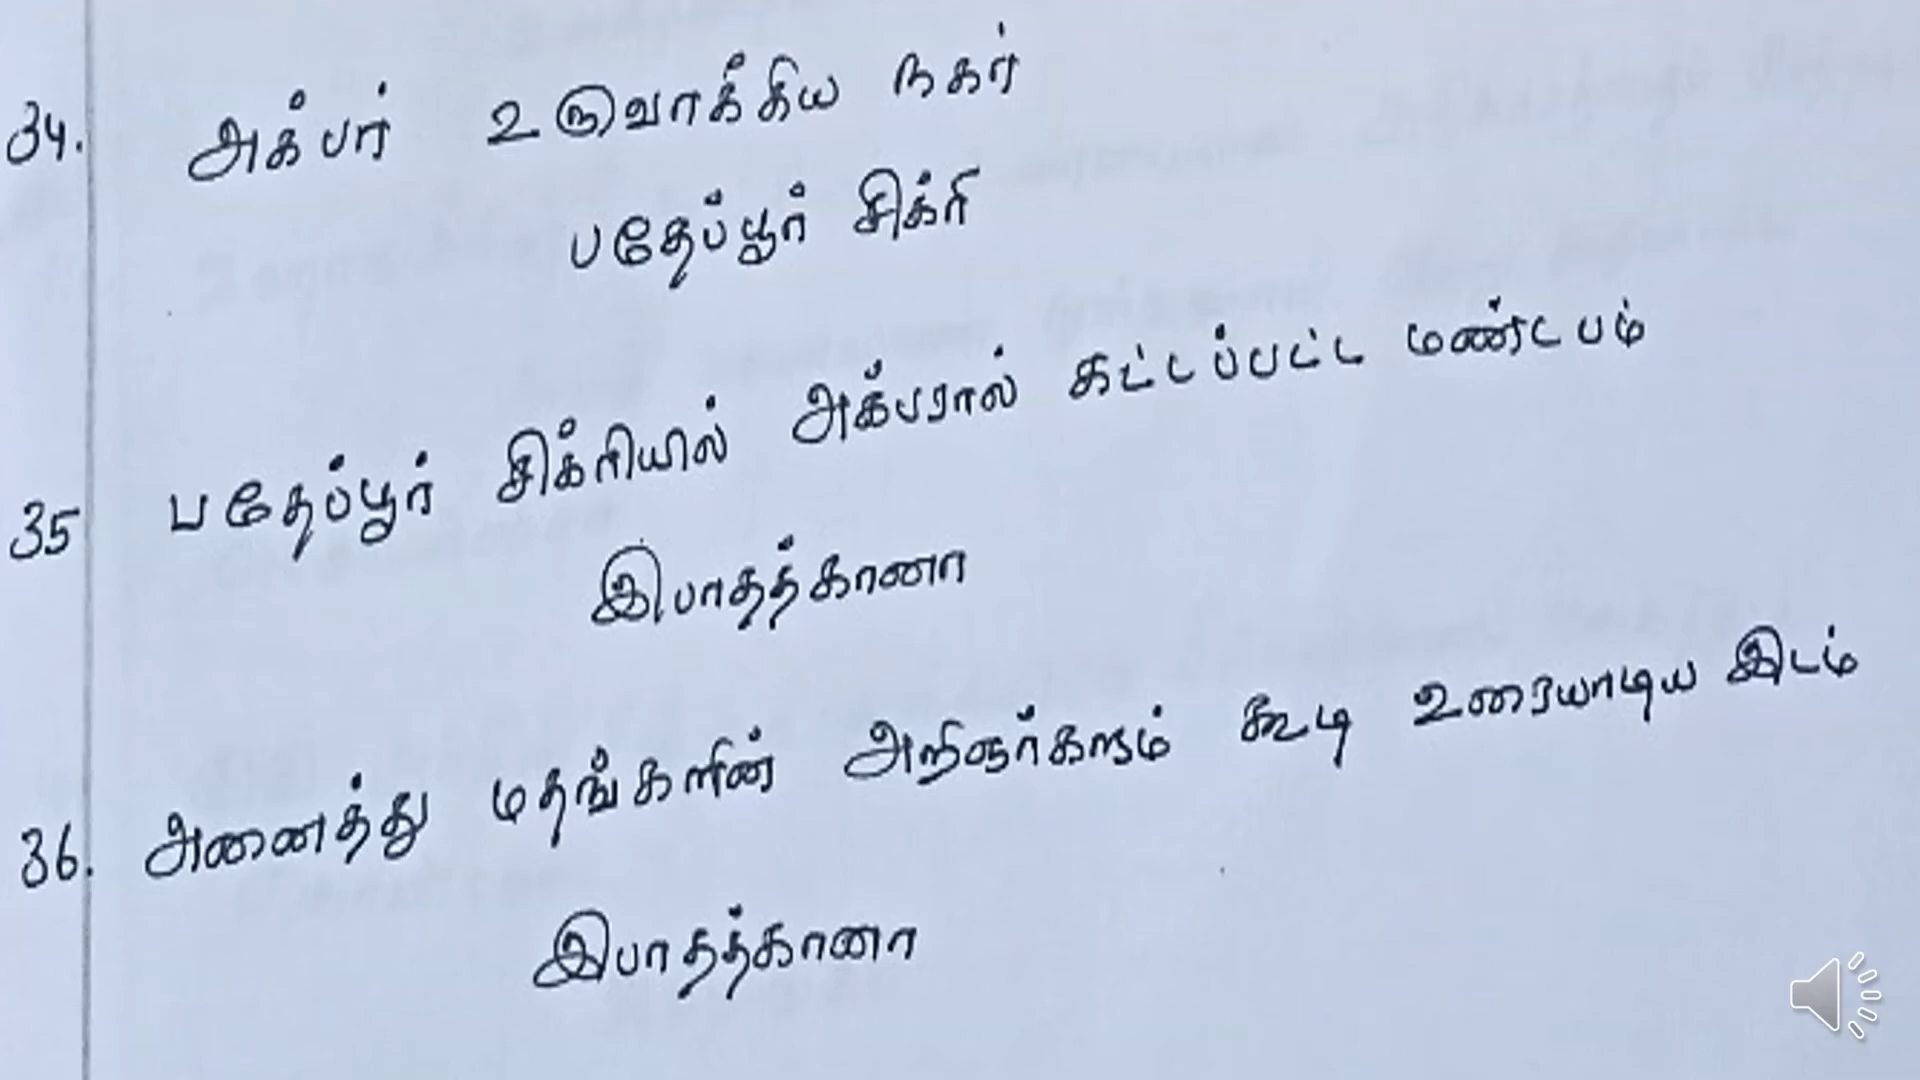 34. அக்பர் உருவாக்கிய நகர்
பதேப்பூர் சிக்ரி
35 பதேப்பூர் சிக்ரியில் அக்பரால் கட்டப்பட்ட மண்டபம்
இபாதத்கானா
36. அனைத்து மதங்களின் அறிஞர்களும் கூடி உரையாடிய இடம்
இபாதத்கானா